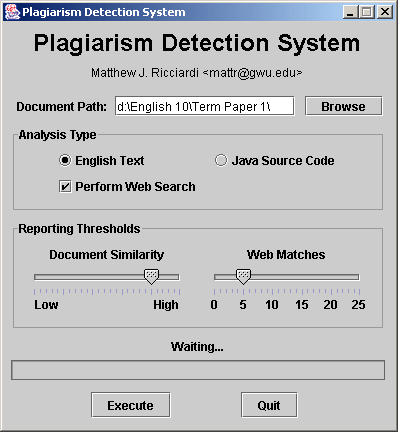 Plagiarism Detection System
Plagiarism Detection System
Matthew J. Ricciardi <mattr@gwu.edu>
Document Path: d:\English 10\Term Paper 1\ Browse
Analysis Type
English Text Java Source Code
Perform Web Search
Reporting Thresholds
Document Similarity Web Matches
Low High 0 5 10 15 20 25
Waiting...
Execute Quit